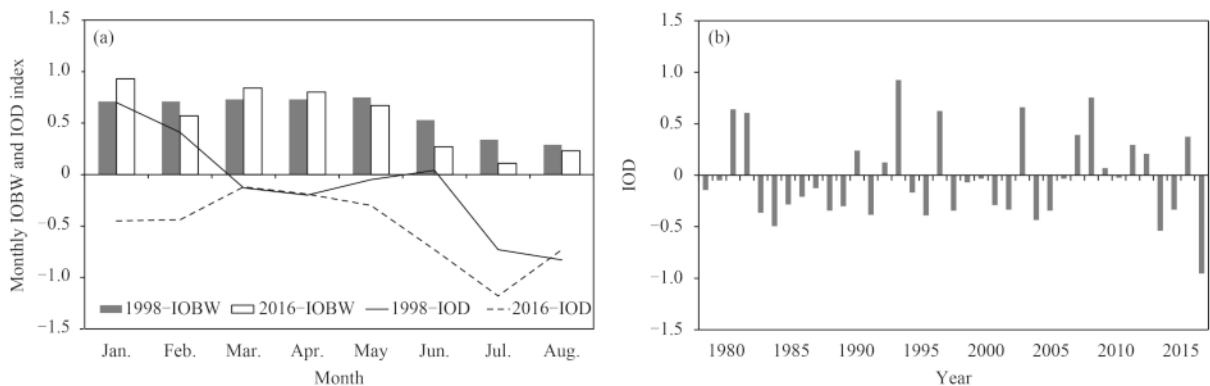 (a)
Monthly IOBW and IOD index
1.5
1.0
0.5
0
−0.5
−1.0
−1.5
1998−IOBW 2016−IOBW 1998−IOD 2016−IOD
Jan. Feb. Mar. Apr. May Jun. Jul. Aug.
Month
(b)
IOD
1.5
1.0
0.5
0
−0.5
−1.0
−1.5
1980 1985 1990 1995 2000 2005 2010 2015
Year